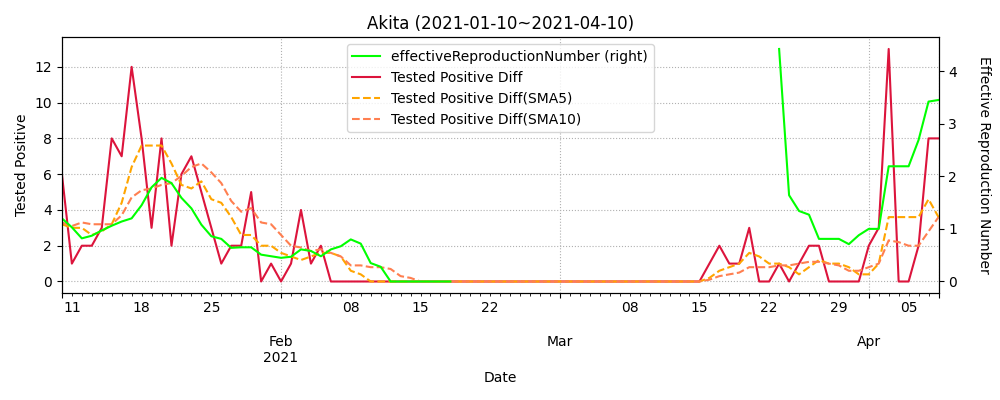 Akita (2021-01-10~2021-04-10)
effectiveReproductionNumber (right)
Tested Positive Diff
Tested Positive Diff(SMA5)
Tested Positive Diff(SMA10)
Tested Positive
12
10
8
6
4
2
0
Effective Reproduction Number
4
3
2
1
0
11 18 25 08 15 22 08 15 22 29 05
Feb Mar Apr
2021
Date